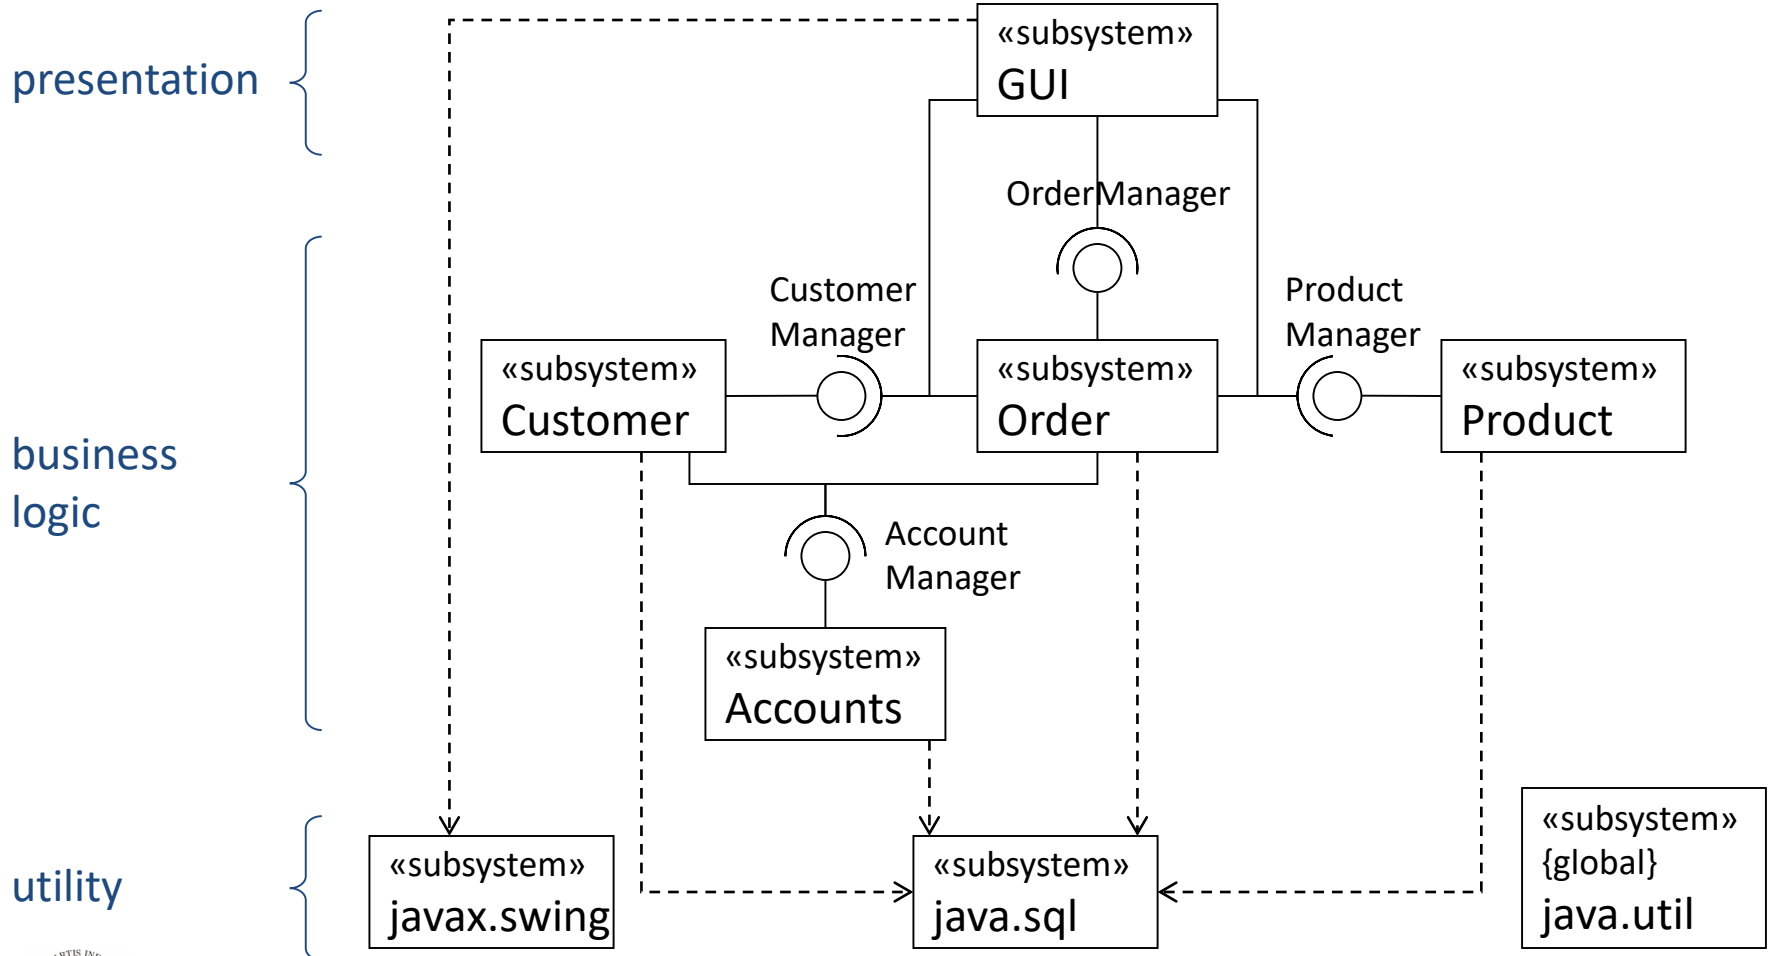 presentation
«subsystem»
GUI
OrderManager
Customer
Manager
Product
Manager
business
logic
«subsystem»
Customer
«subsystem»
Order
«subsystem»
Product
Account
Manager
«subsystem»
Accounts
utility
«subsystem»
javax.swing
«subsystem»
java.sql
«subsystem»
{global}
java.util